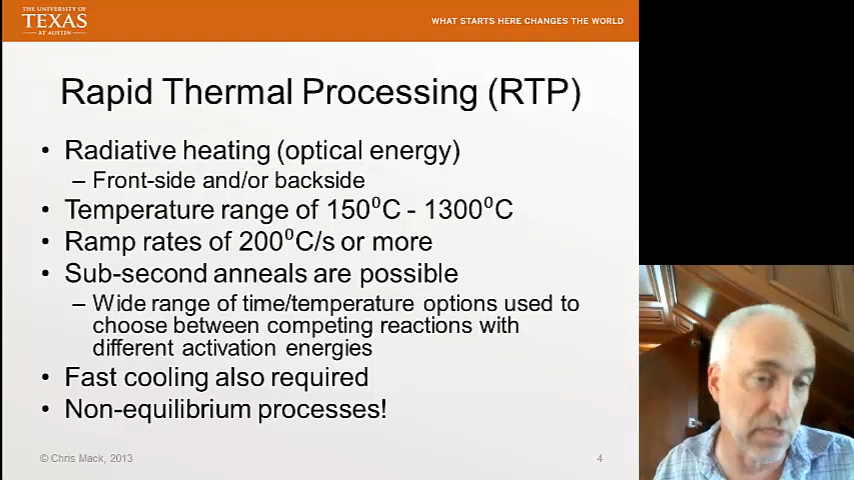 THE UNIVERSITY OF
TEXAS
AT AUSTIN
WHAT STARTS HERE CHANGES THE WORLD
Rapid Thermal Processing (RTP)
• Radiative heating (optical energy)
– Front-side and/or backside
• Temperature range of 150⁰C - 1300⁰C
• Ramp rates of 200⁰C/s or more
• Sub-second anneals are possible
– Wide range of time/temperature options used to
choose between competing reactions with
different activation energies
• Fast cooling also required
• Non-equilibrium processes!
© Chris Mack, 2013
4